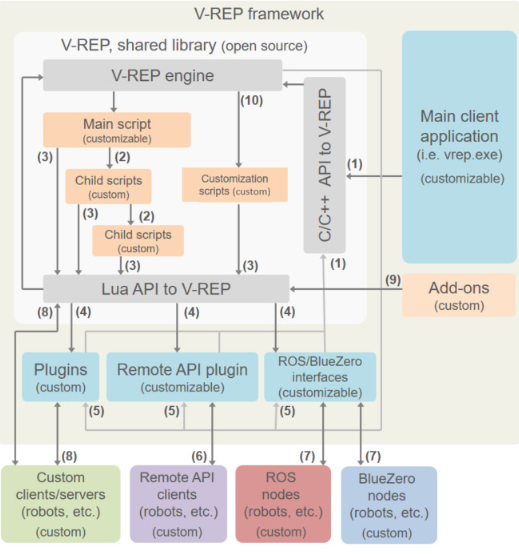 V-REP framework
V-REP, shared library (open source)
V-REP engine
(10)
Main script
(customizable)
(3)
(2)
Child scripts
(custom)
Customization
scripts (custom)
(3)
(2)
Child scripts
(custom)
(3)
(3)
C/C++ API to V-REP
(1)
(1)
Main client
application
(i.e. vrep.exe)
(customizable)
Lua API to V-REP
(9)
Add-ons
(custom)
(8)
(4)
(4)
(4)
Plugins
(custom)
Remote API plugin
(customizable)
ROS/BlueZero
interfaces
(customizable)
(5)
(5)
(5)
(8)
(6)
(7)
(7)
Custom
clients/servers
(robots, etc.)
(custom)
Remote API
clients
(robots, etc.)
(custom)
ROS
nodes
(robots, etc.)
(custom)
BlueZero
nodes
(robots, etc.)
(custom)